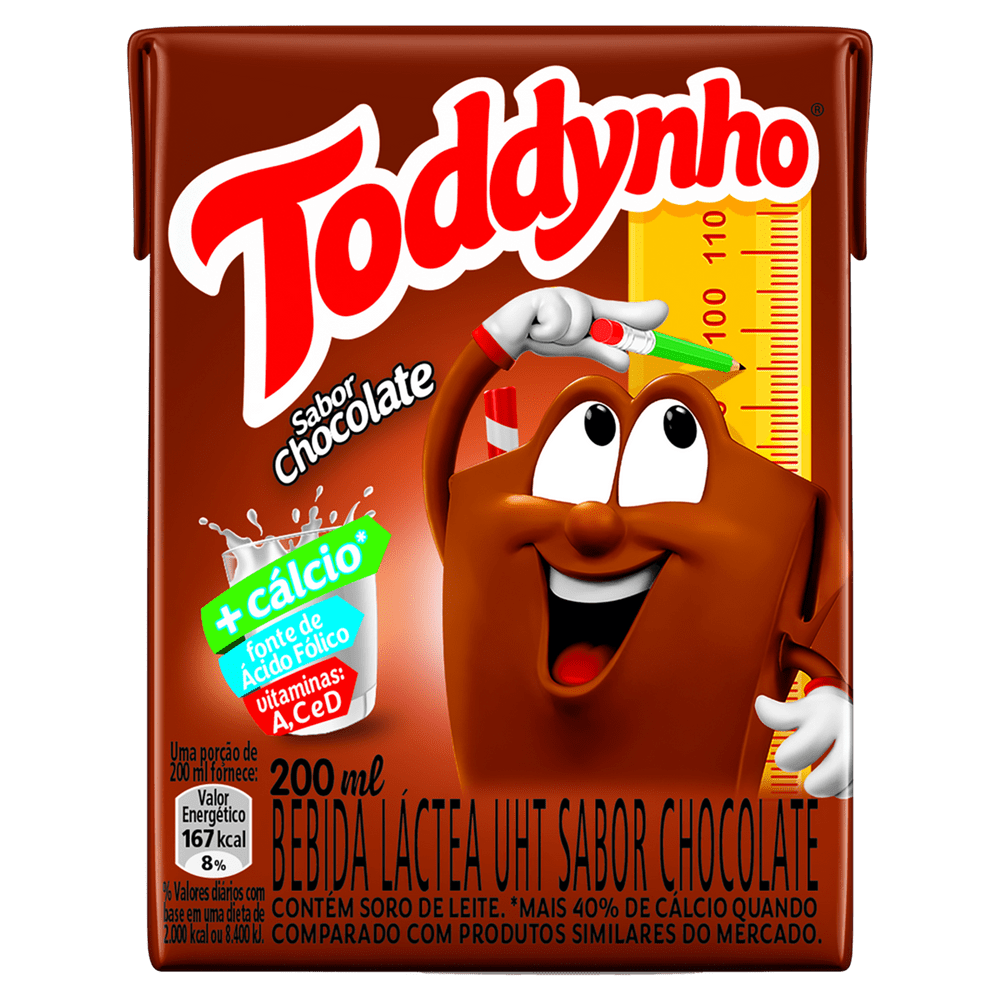 Toddynho®
Sabor
Chocolate
110
100
+ cálcio*
fonte de
Ácido Fólico
vitaminas:
A, C e D
Uma porção de
200 ml fornece:
Valor
Energético
167 kcal
8%
% Valores diários com
base em uma dieta de
2.000 kcal ou 8.400 kJ.
200 ml
BEBIDA LÁCTEA UHT SABOR CHOCOLATE
CONTÉM SORO DE LEITE. *MAIS 40% DE CÁLCIO QUANDO
COMPARADO COM PRODUTOS SIMILARES DO MERCADO.